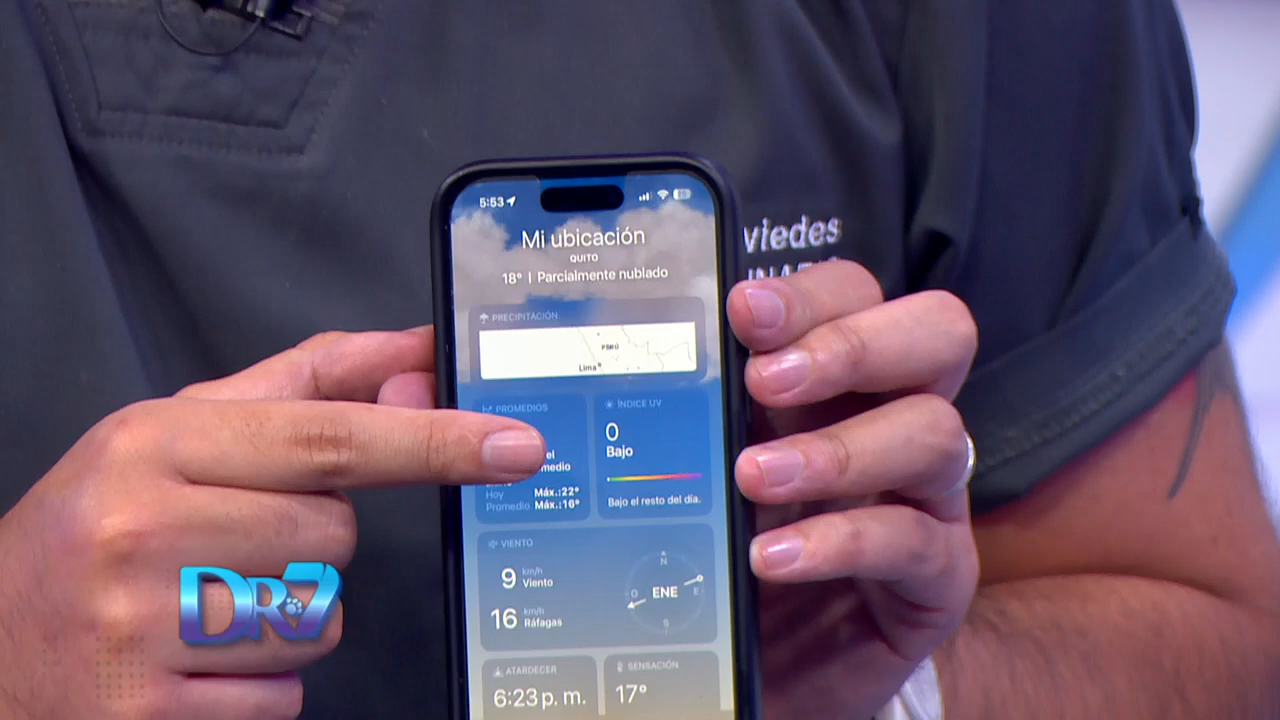 5:53
Mi ubicación
QUITO
18° | Parcialmente nublado
PRECIPITACIÓN
PERÚ
Lima
PROMEDIOS
el
Hoy Máx.:22°
Promedio Máx.:16°
ÍNDICE UV
0
Bajo
Bajo el resto del día.
VIENTO
9 km/h
Viento
16 km/h
Ráfagas
N
O ENE E
S
ATARDECER
6:23 p. m.
SENSACIÓN
17°
viedes
DR7